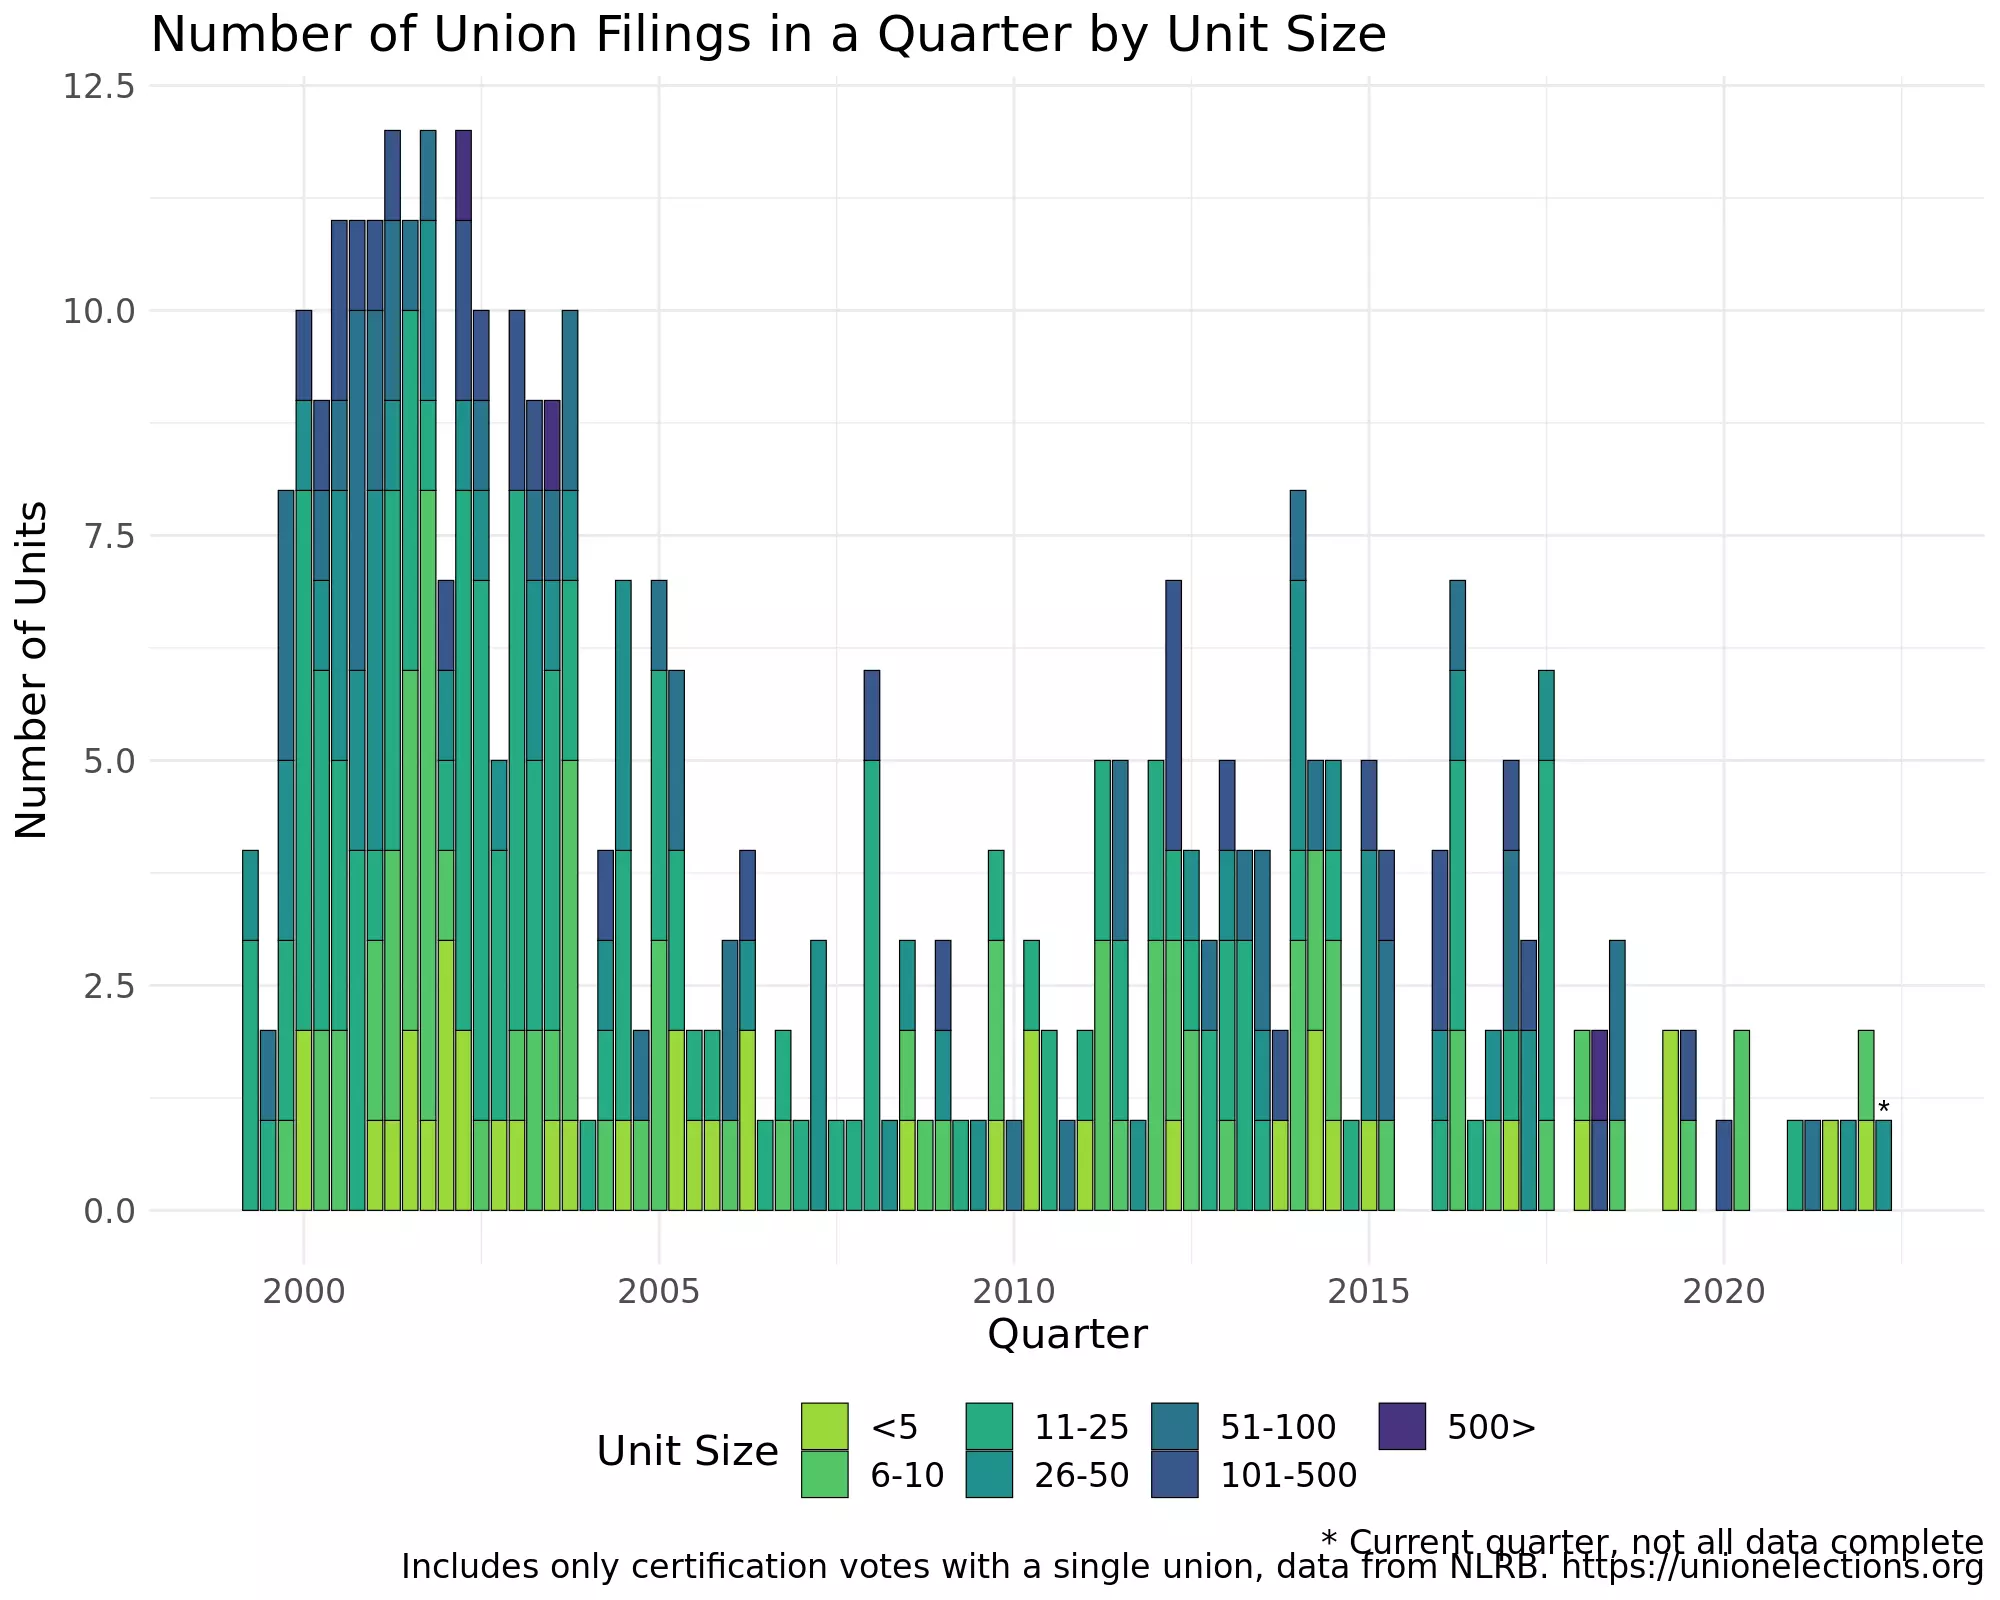 Number of Union Filings in a Quarter by Unit Size
12.5
10.0
7.5
5.0
2.5
0.0
Number of Units
*
2000 2005 2010 2015 2020
Quarter
Unit Size
<5 11-25 51-100 500>
6-10 26-50 101-500
* Current quarter, not all data complete
Includes only certification votes with a single union, data from NLRB. https://unionelections.org